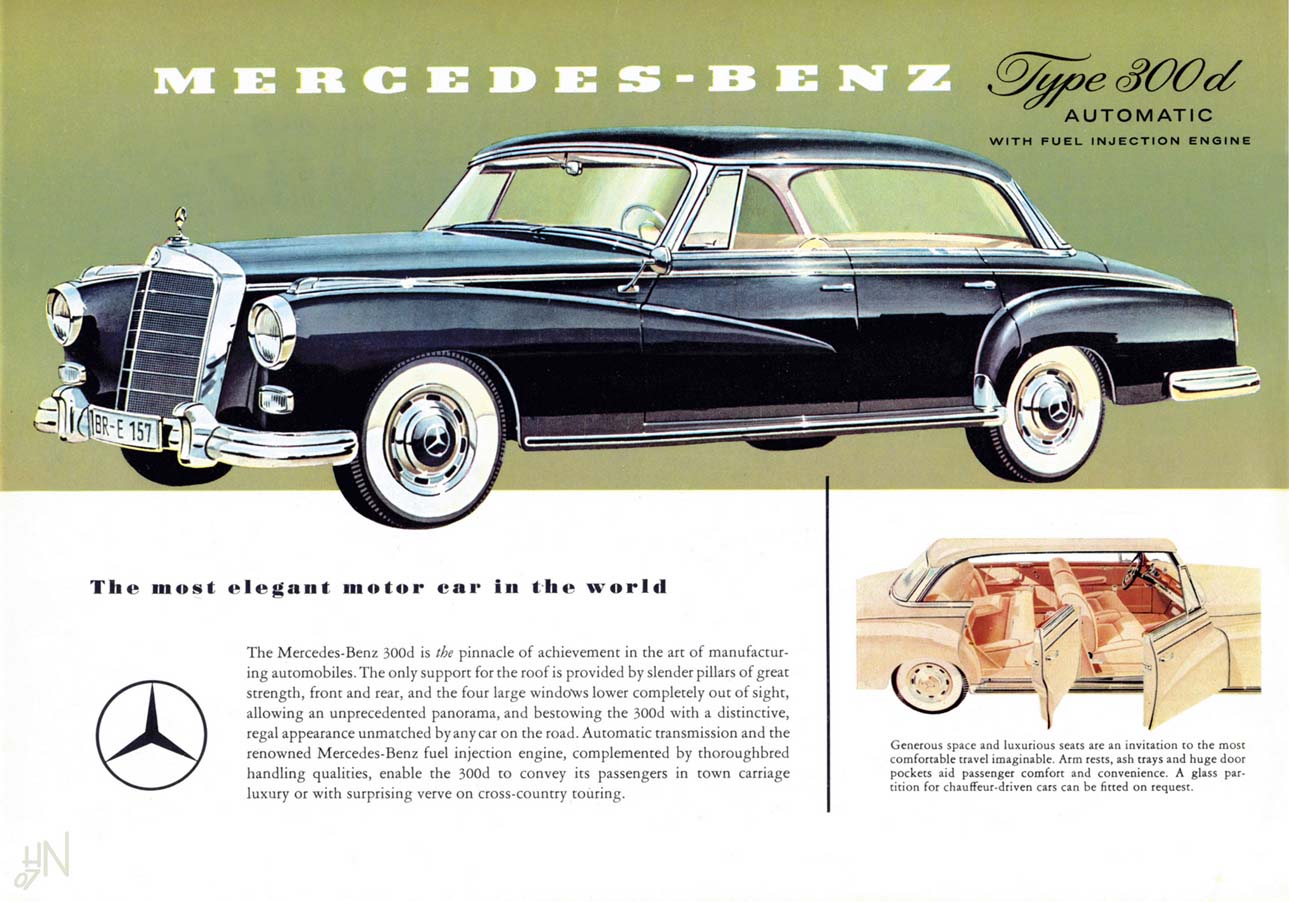 MERCEDES-BENZ
Type 300d
AUTOMATIC
WITH FUEL INJECTION ENGINE
BR-E 157
The most elegant motor car in the world
The Mercedes-Benz 300d is the pinnacle of achievement in the art of manufactur-
ing automobiles. The only support for the roof is provided by slender pillars of great
strength, front and rear, and the four large windows lower completely out of sight,
allowing an unprecedented panorama, and bestowing the 300d with a distinctive,
regal appearance unmatched by any car on the road. Automatic transmission and the
renowned Mercedes-Benz fuel injection engine, complemented by thoroughbred
handling qualities, enable the 300d to convey its passengers in town carriage
luxury or with surprising verve on cross-country touring.
Generous space and luxurious seats are an invitation to the most
comfortable travel imaginable. Arm rests, ash trays and huge door
pockets aid passenger comfort and convenience. A glass par-
tition for chauffeur-driven cars can be fitted on request.
HN
07